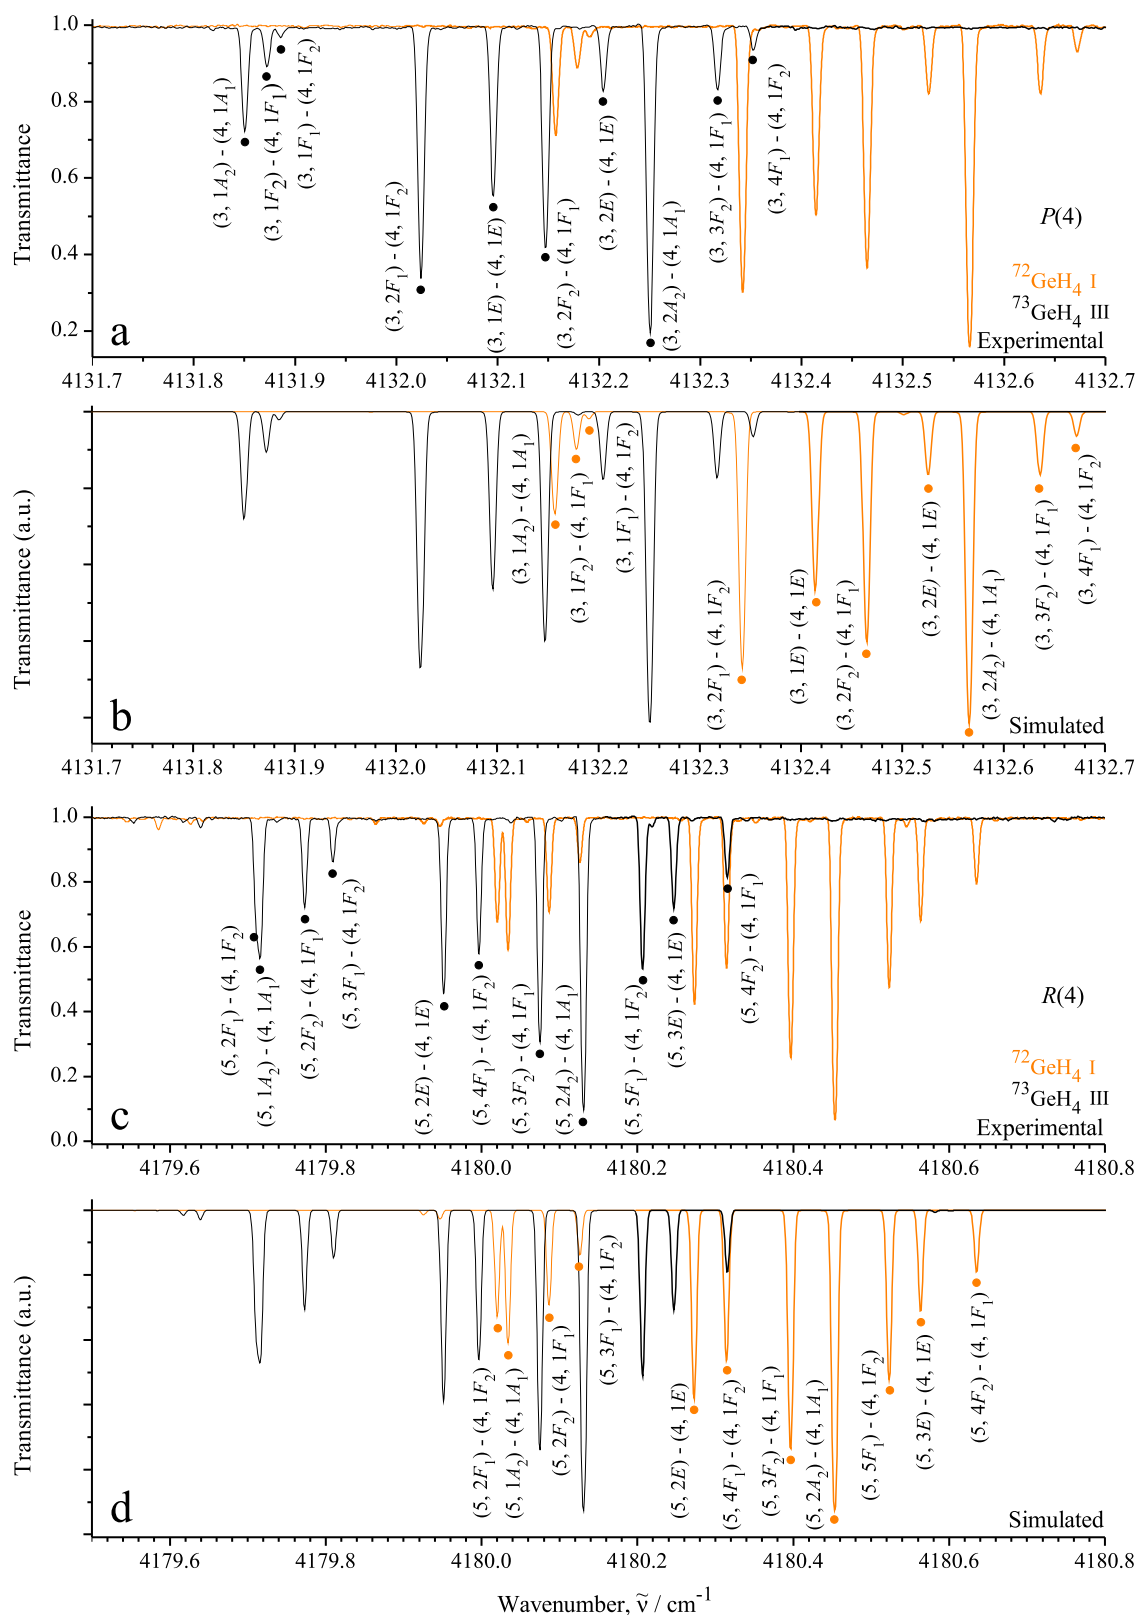 Transmittance
1.0
0.8
0.6
0.4
0.2
a
(3, 1A2) - (4, 1A1)
(3, 1F2) - (4, 1F1)
(3, 1F1) - (4, 1F2)
(3, 2F1) - (4, 1F2)
(3, 1E) - (4, 1E)
(3, 2F2) - (4, 1F1)
(3, 2E) - (4, 1E)
(3, 2A2) - (4, 1A1)
(3, 3F2) - (4, 1F1)
(3, 4F1) - (4, 1F2)
P(4)
72GeH4 I
73GeH4 III
Experimental
4131.7 4131.8 4131.9 4132.0 4132.1 4132.2 4132.3 4132.4 4132.5 4132.6 4132.7
Transmittance (a.u.)
b
(3, 1A2) - (4, 1A1)
(3, 1F2) - (4, 1F1)
(3, 1F1) - (4, 1F2)
(3, 2F1) - (4, 1F2)
(3, 1E) - (4, 1E)
(3, 2F2) - (4, 1F1)
(3, 2E) - (4, 1E)
(3, 2A2) - (4, 1A1)
(3, 3F2) - (4, 1F1)
(3, 4F1) - (4, 1F2)
Simulated
4131.7 4131.8 4131.9 4132.0 4132.1 4132.2 4132.3 4132.4 4132.5 4132.6 4132.7
Transmittance
1.0
0.8
0.6
0.4
0.2
0.0
c
(5, 2F1) - (4, 1F2)
(5, 1A2) - (4, 1A1)
(5, 2F2) - (4, 1F1)
(5, 3F1) - (4, 1F2)
(5, 2E) - (4, 1E)
(5, 4F1) - (4, 1F2)
(5, 3F2) - (4, 1F1)
(5, 2A2) - (4, 1A1)
(5, 5F1) - (4, 1F2)
(5, 3E) - (4, 1E)
(5, 4F2) - (4, 1F1)
R(4)
72GeH4 I
73GeH4 III
Experimental
4179.6 4179.8 4180.0 4180.2 4180.4 4180.6 4180.8
Transmittance (a.u.)
d
(5, 2F1) - (4, 1F2)
(5, 1A2) - (4, 1A1)
(5, 2F2) - (4, 1F1)
(5, 3F1) - (4, 1F2)
(5, 2E) - (4, 1E)
(5, 4F1) - (4, 1F2)
(5, 3F2) - (4, 1F1)
(5, 2A2) - (4, 1A1)
(5, 5F1) - (4, 1F2)
(5, 3E) - (4, 1E)
(5, 4F2) - (4, 1F1)
Simulated
4179.6 4179.8 4180.0 4180.2 4180.4 4180.6 4180.8
Wavenumber, ν̃ / cm-1